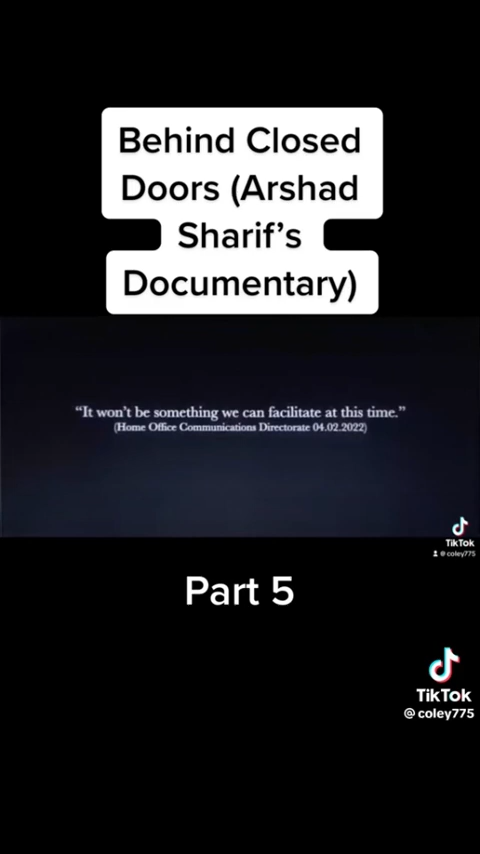 Behind Closed
Doors (Arshad
Sharif’s
Documentary)
“It won’t be something we can facilitate at this time.”
(Home Office Communications Directorate 04.02.2022)
TikTok
@coley775
Part 5
TikTok
@coley775